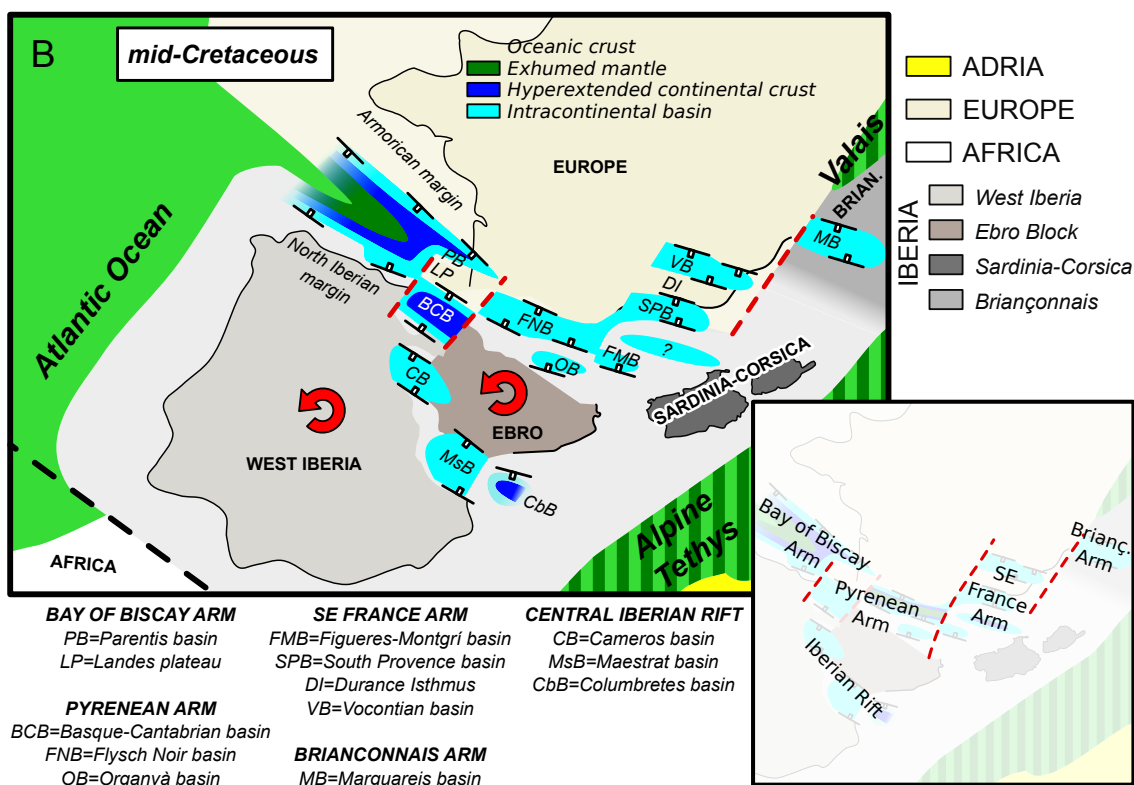 B
mid-Cretaceous
Oceanic crust
Exhumed mantle
Hyperextended continental crust
Intracontinental basin
ADRIA
EUROPE
AFRICA
IBERIA
West Iberia
Ebro Block
Sardinia-Corsica
Briançonnais
Atlantic Ocean
Armorican margin
EUROPE
Valais
BRIAN.
MB
North Iberian
margin
PB
LP
BCB
FNB
VB
DI
SPB
FMB
?
OB
CB
SARDINIA-CORSICA
EBRO
WEST IBERIA
MsB
CbB
Alpine
Tethys
AFRICA
Bay of Biscay
Arm
Pyrenean
Arm
SE
France
Arm
Brianç.
Arm
Iberian Rift
BAY OF BISCAY ARM
PB=Parentis basin
LP=Landes plateau
PYRENEAN ARM
BCB=Basque-Cantabrian basin
FNB=Flysch Noir basin
OB=Organyà basin
SE FRANCE ARM
FMB=Figueres-Montgrí basin
SPB=South Provence basin
DI=Durance Isthmus
VB=Vocontian basin
BRIANCONNAIS ARM
MB=Marguareis basin
CENTRAL IBERIAN RIFT
CB=Cameros basin
MsB=Maestrat basin
CbB=Columbretes basin